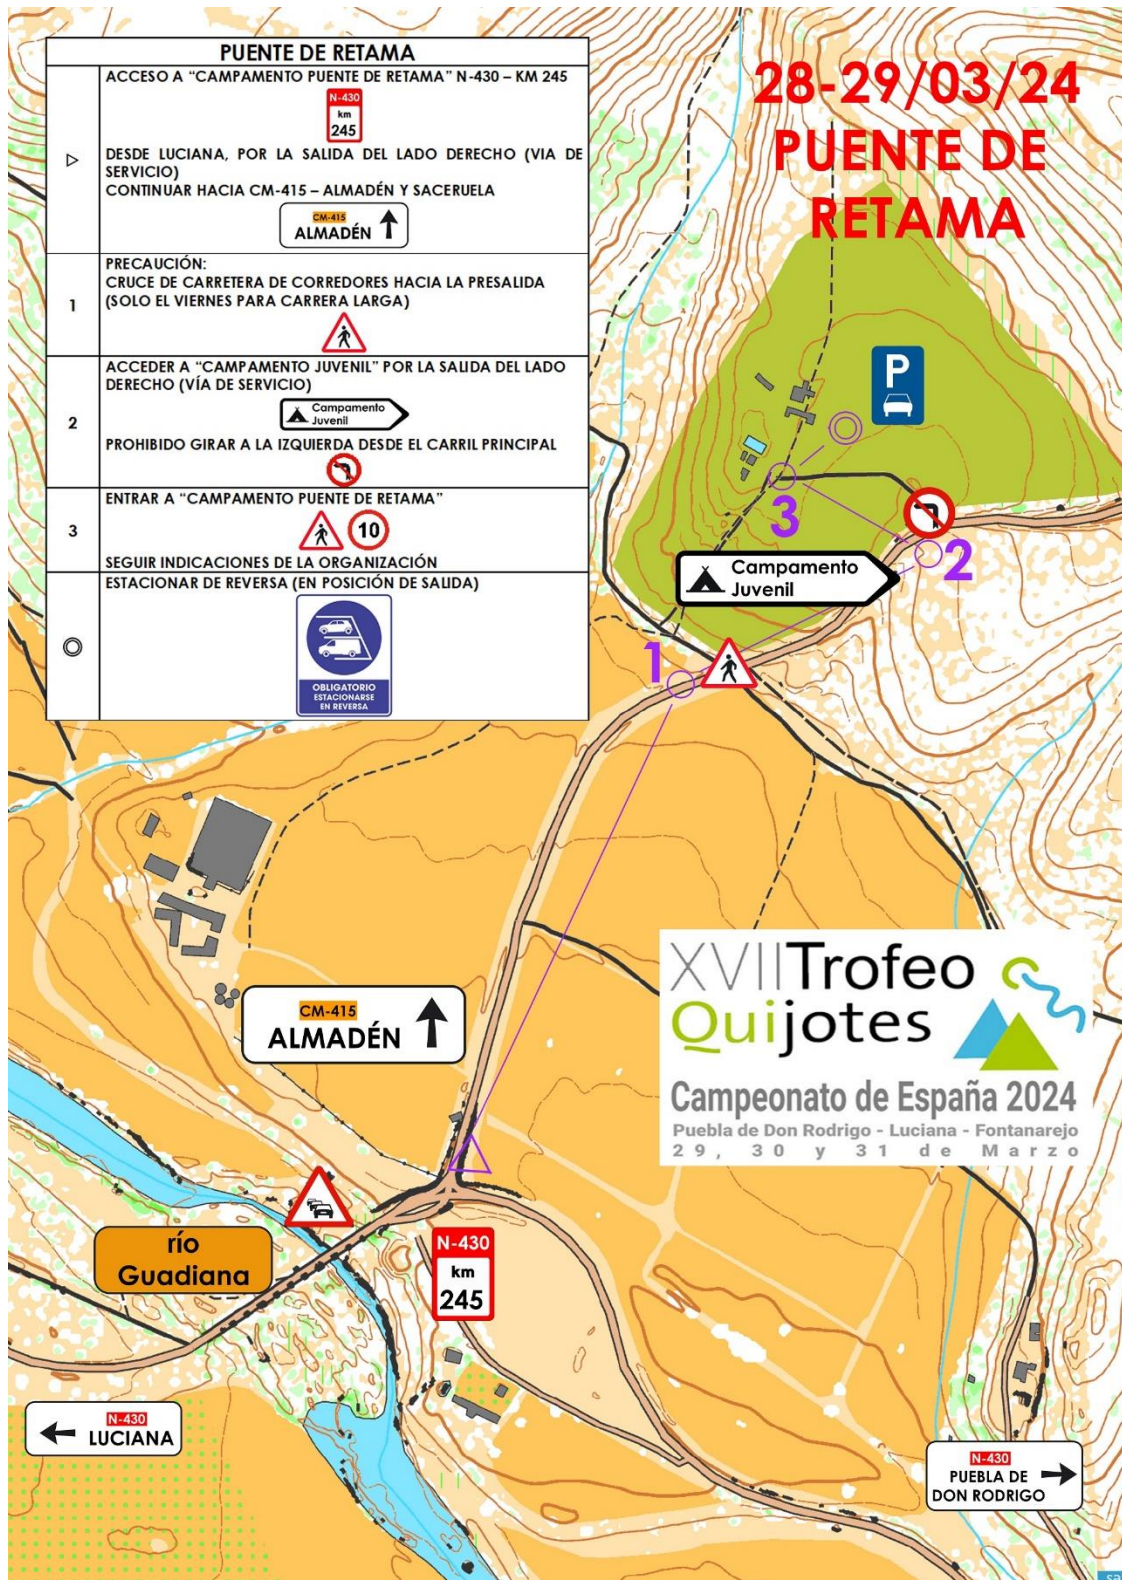 PUENTE DE RETAMA
ACCESO A “CAMPAMENTO PUENTE DE RETAMA” N-430 – KM 245
N-430
km
245
DESDE LUCIANA, POR LA SALIDA DEL LADO DERECHO (VIA DE
SERVICIO)
CONTINUAR HACIA CM-415 – ALMADÉN Y SACERUELA
CM-415
ALMADÉN
1
PRECAUCIÓN:
CRUCE DE CARRETERA DE CORREDORES HACIA LA PRESALIDA
(SOLO EL VIERNES PARA CARRERA LARGA)
2
ACCEDER A “CAMPAMENTO JUVENIL” POR LA SALIDA DEL LADO
DERECHO (VÍA DE SERVICIO)
Campamento
Juvenil
PROHIBIDO GIRAR A LA IZQUIERDA DESDE EL CARRIL PRINCIPAL
3
ENTRAR A “CAMPAMENTO PUENTE DE RETAMA”
10
SEGUIR INDICACIONES DE LA ORGANIZACIÓN
ESTACIONAR DE REVERSA (EN POSICIÓN DE SALIDA)
OBLIGATORIO
ESTACIONARSE
EN REVERSA
28-29/03/24
PUENTE DE
RETAMA
P
3
2
Campamento
Juvenil
1
XVIITrofeo
Quijotes
Campeonato de España 2024
Puebla de Don Rodrigo - Luciana - Fontanarejo
29, 30 y 31 de Marzo
CM-415
ALMADÉN
río
Guadiana
N-430
km
245
N-430
LUCIANA
N-430
PUEBLA DE
DON RODRIGO